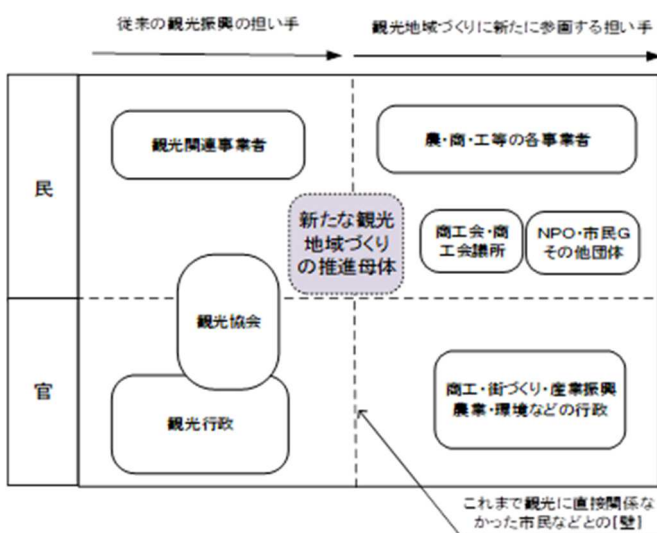 従来の観光振興の担い手
観光地域づくりに新たに参画する担い手
民
観光関連事業者
農・商・工等の各事業者
新たな観光
地域づくり
の推進母体
商工会・商
工会議所
NPO・市民G
その他団体
観光協会
官
観光行政
商工・街づくり・産業振興
農業・環境などの行政
これまで観光に直接関係な
かった市民などとの[壁]